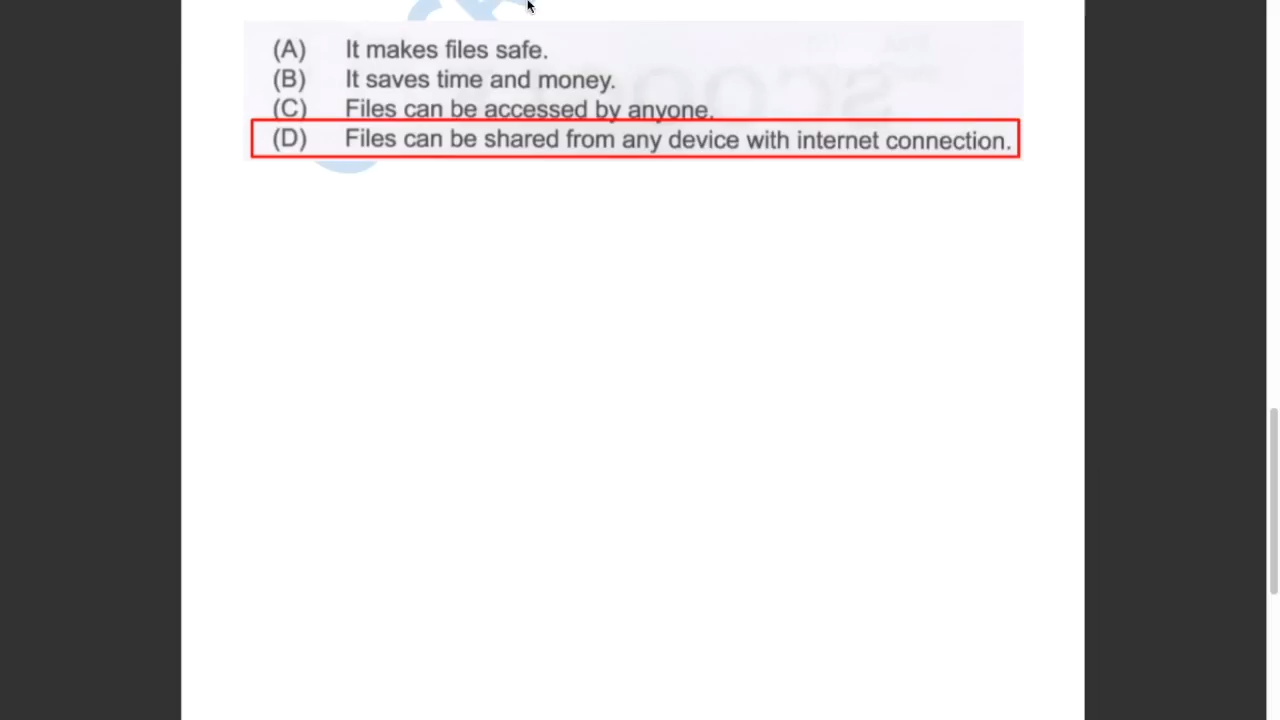 (A) It makes files safe.
(B) It saves time and money.
(C) Files can be accessed by anyone.
(D) Files can be shared from any device with internet connection.